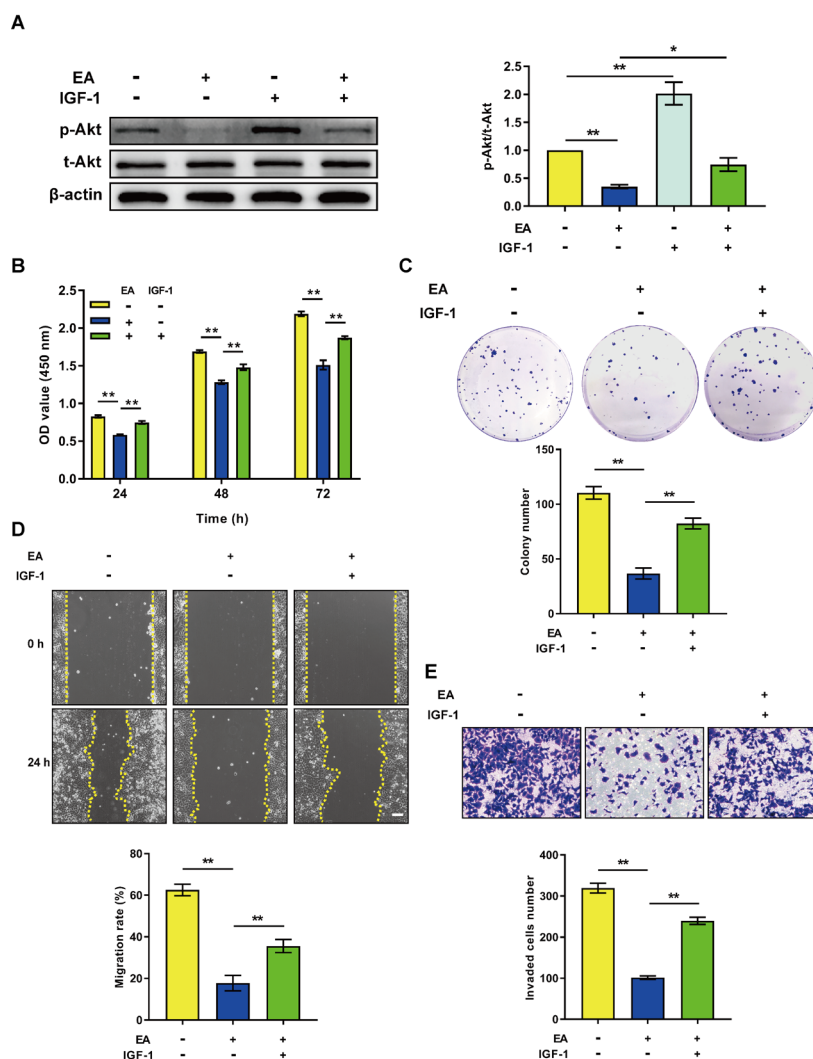 A
EA - + - +
IGF-1 - - + +
p-Akt
t-Akt
β-actin
p-Akt/t-Akt
2.5
2.0
1.5
1.0
0.5
0.0
**
**
*
EA - + - +
IGF-1 - - + +
B
EA IGF-1
- -
+ -
+ +
OD value (450 nm)
2.5
2.0
1.5
1.0
0.5
0.0
** **
** **
** **
24 48 72
Time (h)
C
EA - + +
IGF-1 - - +
Colony number
150
100
50
0
** **
EA - + +
IGF-1 - - +
D
EA - + +
IGF-1 - - +
0 h
24 h
Migration rate (%)
80
60
40
20
0
** **
EA - + +
IGF-1 - - +
E
EA - + +
IGF-1 - - +
Invaded cells number
400
300
200
100
0
** **
EA - + +
IGF-1 - - +